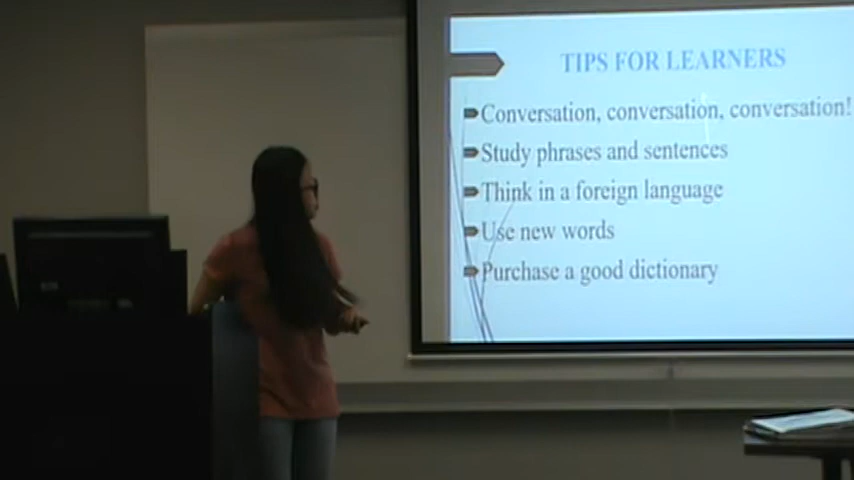 TIPS FOR LEARNERS
Conversation, conversation, conversation!
Study phrases and sentences
Think in a foreign language
Use new words
Purchase a good dictionary